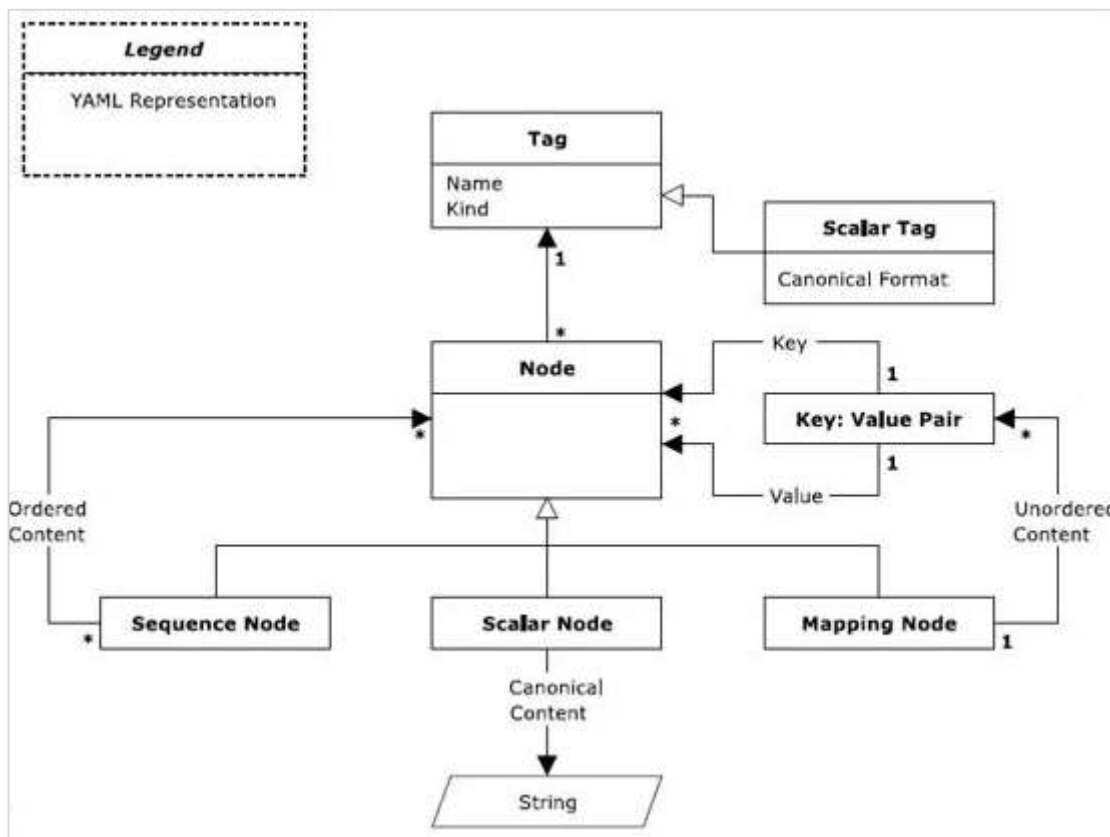 Legend
YAML Representation
Tag
Name
Kind
Scalar Tag
Canonical Format
1
*
Node
Key
1
Key: Value Pair
*
*
*
1
Value
Ordered
Content
Unordered
Content
Sequence Node
Scalar Node
Mapping Node
*
1
Canonical
Content
String